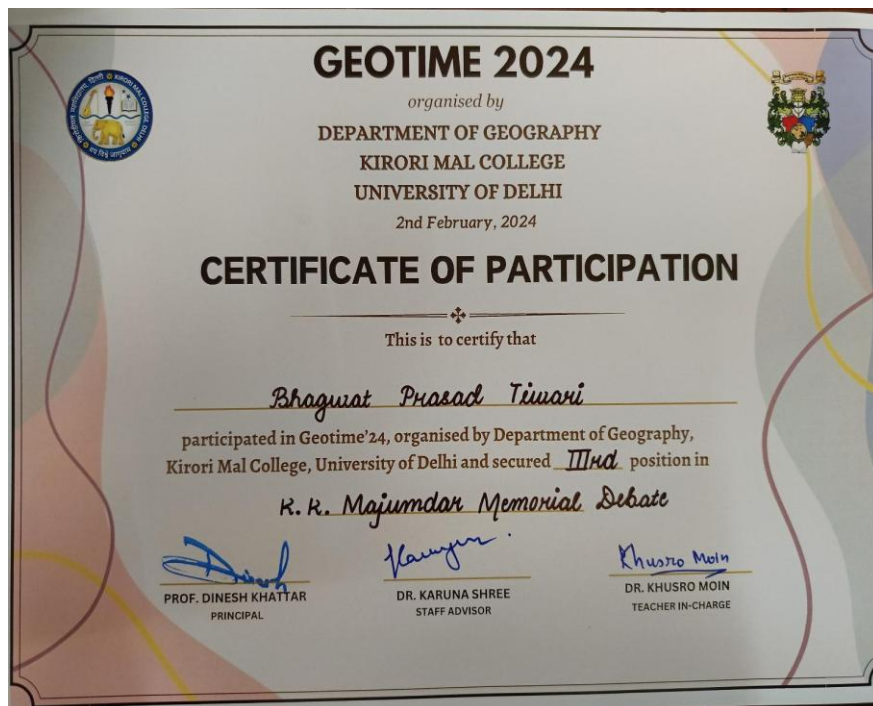 GEOTIME 2024
organised by
DEPARTMENT OF GEOGRAPHY
KIRORI MAL COLLEGE
UNIVERSITY OF DELHI
2nd February, 2024
CERTIFICATE OF PARTICIPATION
This is to certify that
Bhagwat Prasad Tiwari
participated in Geotime'24, organised by Department of Geography,
Kirori Mal College, University of Delhi and secured IIIrd position in
K. K. Majumdar Memorial Debate
Dinesh
Khusro Moin
PROF. DINESH KHATTAR
PRINCIPAL
DR. KARUNA SHREE
STAFF ADVISOR
DR. KHUSRO MOIN
TEACHER IN-CHARGE